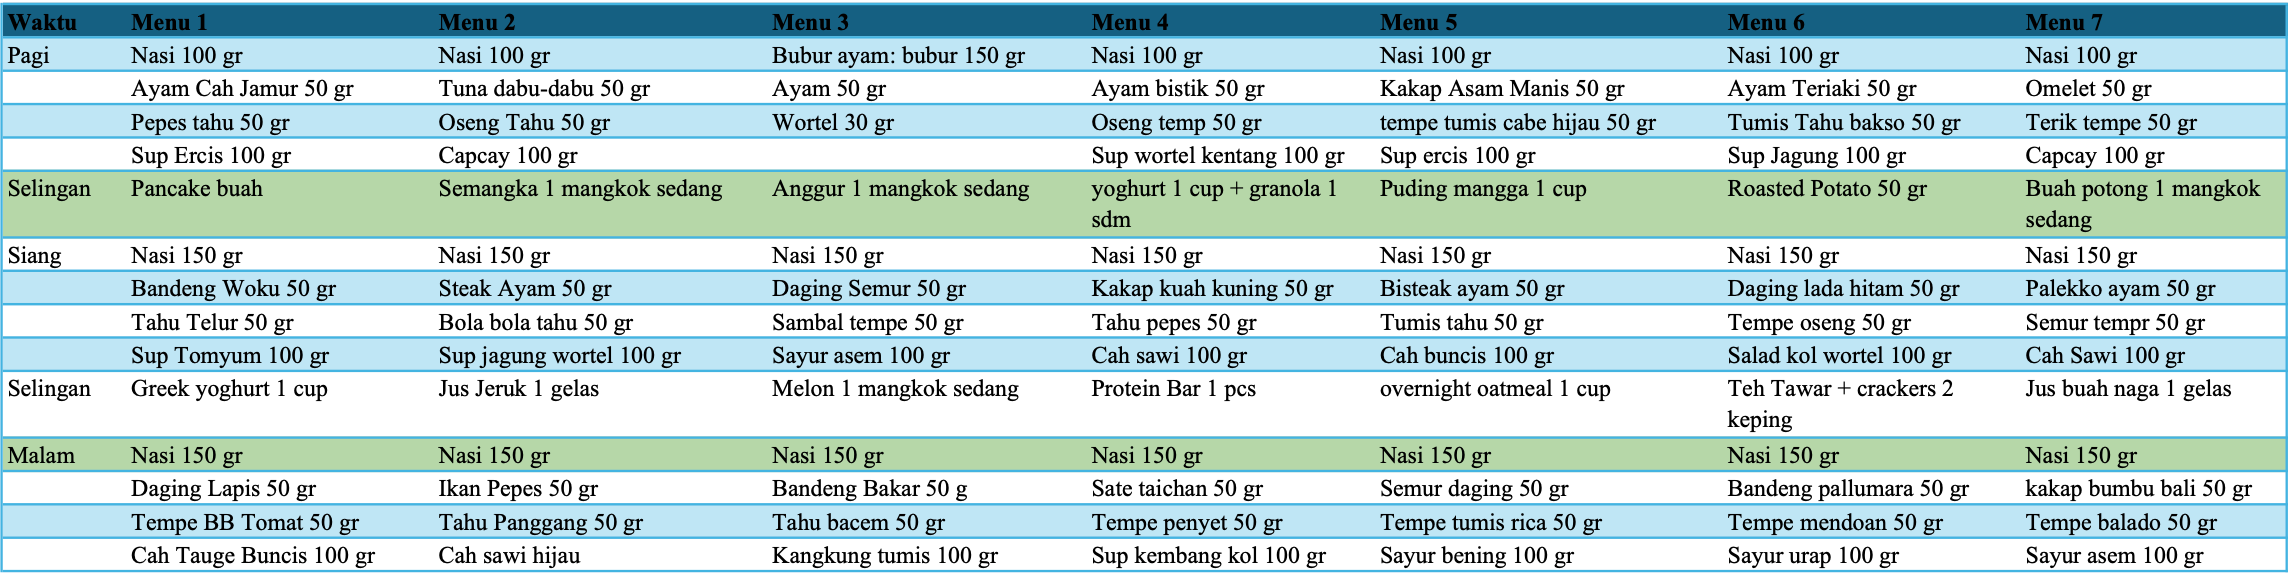 Waktu Menu 1 Menu 2 Menu 3 Menu 4 Menu 5 Menu 6 Menu 7
Pagi Nasi 100 gr Nasi 100 gr Bubur ayam: bubur 150 gr Nasi 100 gr Nasi 100 gr Nasi 100 gr Nasi 100 gr
Ayam Cah Jamur 50 gr Tuna dabu-dabu 50 gr Ayam 50 gr Ayam bistik 50 gr Kakap Asam Manis 50 gr Ayam Teriaki 50 gr Omelet 50 gr
Pepes tahu 50 gr Oseng Tahu 50 gr Wortel 30 gr Oseng temp 50 gr tempe tumis cabe hijau 50 gr Tumis Tahu bakso 50 gr Terik tempe 50 gr
Sup Ercis 100 gr Capcay 100 gr Sup wortel kentang 100 gr Sup ercis 100 gr Sup Jagung 100 gr Capcay 100 gr
Selingan Pancake buah Semangka 1 mangkok sedang Anggur 1 mangkok sedang yoghurt 1 cup + granola 1 Puding mangga 1 cup Roasted Potato 50 gr Buah potong 1 mangkok
sdm sedang
Siang Nasi 150 gr Nasi 150 gr Nasi 150 gr Nasi 150 gr Nasi 150 gr Nasi 150 gr Nasi 150 gr
Bandeng Woku 50 gr Steak Ayam 50 gr Daging Semur 50 gr Kakap kuah kuning 50 gr Bisteak ayam 50 gr Daging lada hitam 50 gr Palekko ayam 50 gr
Tahu Telur 50 gr Bola bola tahu 50 gr Sambal tempe 50 gr Tahu pepes 50 gr Tumis tahu 50 gr Tempe oseng 50 gr Semur tempr 50 gr
Sup Tomyum 100 gr Sup jagung wortel 100 gr Sayur asem 100 gr Cah sawi 100 gr Cah buncis 100 gr Salad kol wortel 100 gr Cah Sawi 100 gr
Selingan Greek yoghurt 1 cup Jus Jeruk 1 gelas Melon 1 mangkok sedang Protein Bar 1 pcs overnight oatmeal 1 cup Teh Tawar + crackers 2 Jus buah naga 1 gelas
keping
Malam Nasi 150 gr Nasi 150 gr Nasi 150 gr Nasi 150 gr Nasi 150 gr Nasi 150 gr Nasi 150 gr
Daging Lapis 50 gr Ikan Pepes 50 gr Bandeng Bakar 50 g Sate taichan 50 gr Semur daging 50 gr Bandeng pallumara 50 gr kakap bumbu bali 50 gr
Tempe BB Tomat 50 gr Tahu Panggang 50 gr Tahu bacem 50 gr Tempe penyet 50 gr Tempe tumis rica 50 gr Tempe mendoan 50 gr Tempe balado 50 gr
Cah Tauge Buncis 100 gr Cah sawi hijau Kangkung tumis 100 gr Sup kembang kol 100 gr Sayur bening 100 gr Sayur urap 100 gr Sayur asem 100 gr